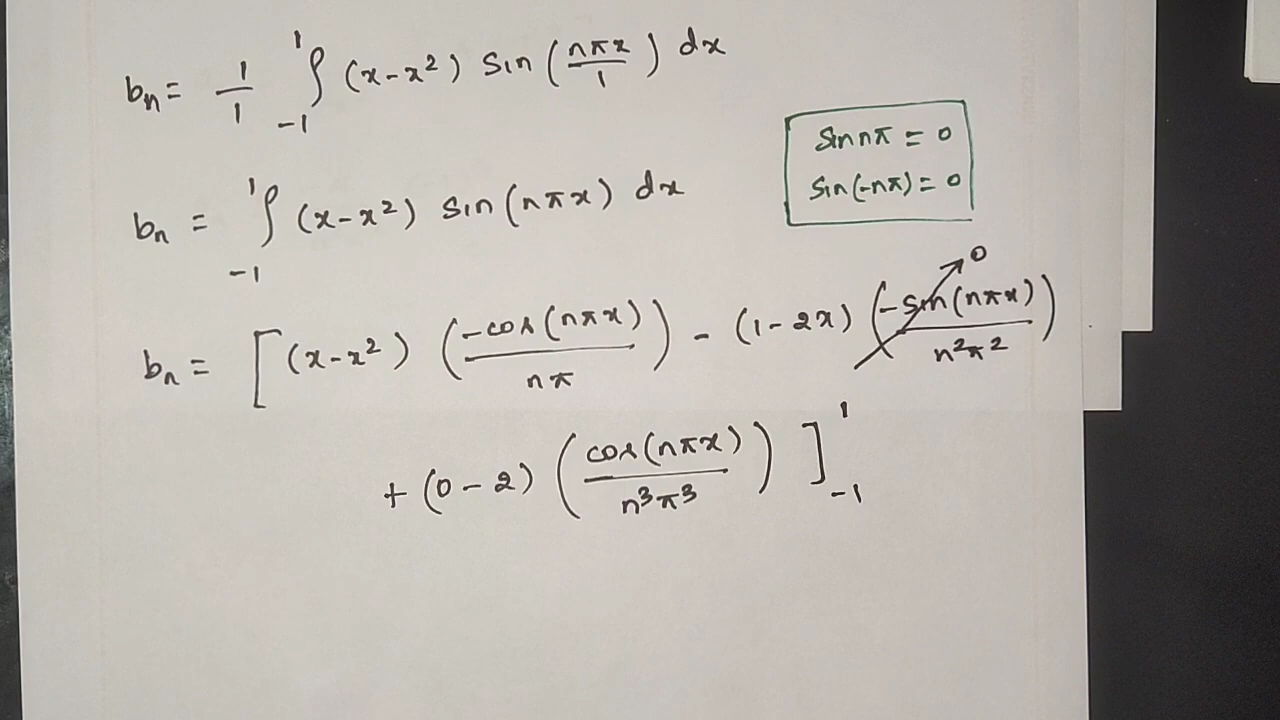 bₙ = 1/1 ₋₁∫¹ (x-x²) sin (nπx/1) dx
sin nπ = 0
sin(-nπ) = 0
bₙ = ₋₁∫¹ (x-x²) sin (nπx) dx
bₙ = [ (x-x²) (-cos(nπx)/nπ) - (1-2x) (-sin(nπx)/n²π²) → 0
+ (0-2) (cos(nπx)/n³π³) ]₋₁¹